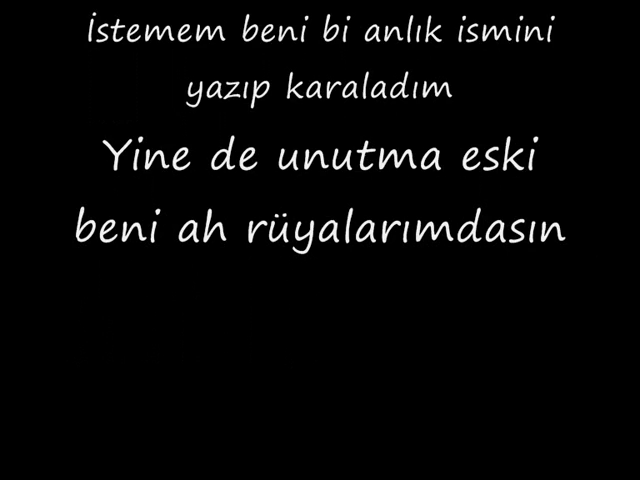 İstemem beni bi anlık ismini
yazıp karaladım
Yine de unutma eski
beni ah rüyalarımdasın